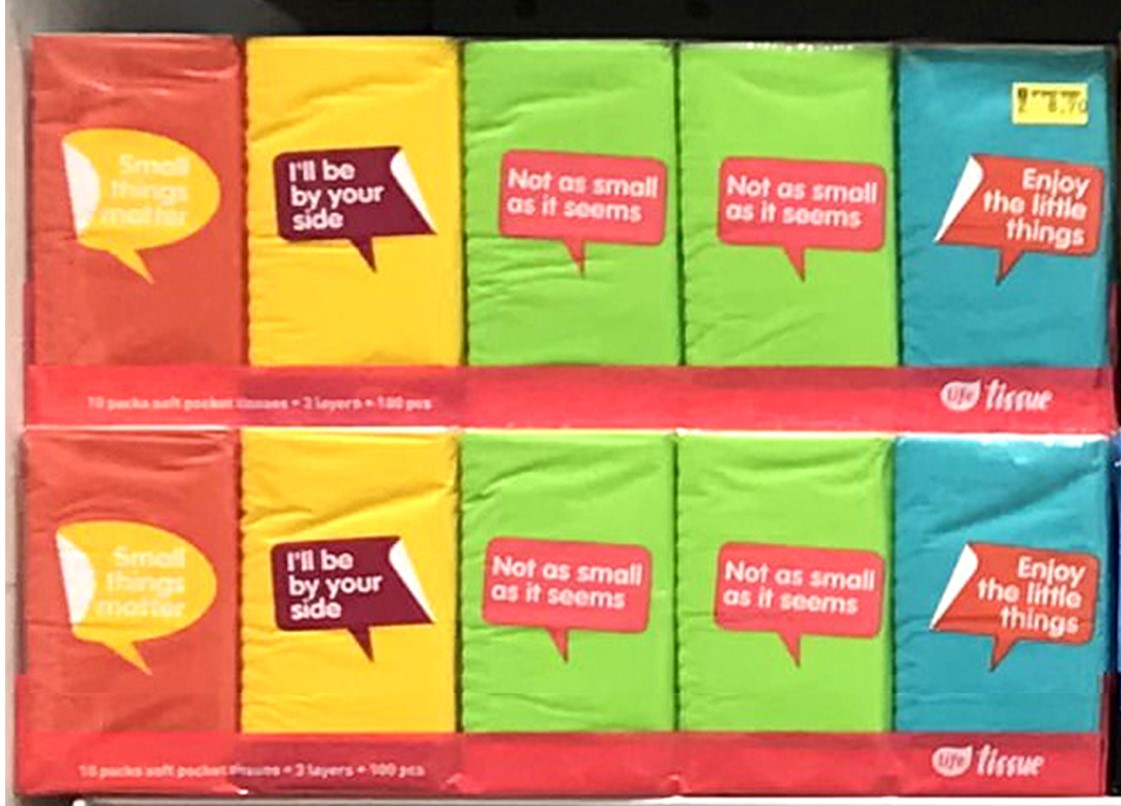 Small
things
matter
I'll be
by your
side
Not as small
as it seems
Not as small
as it seems
Enjoy
the little
things
10 packs soft pocket tissues • 3 layers • 100 pcs
life tissue
Small
things
matter
I'll be
by your
side
Not as small
as it seems
Not as small
as it seems
Enjoy
the little
things
10 packs soft pocket tissues • 3 layers • 100 pcs
life tissue